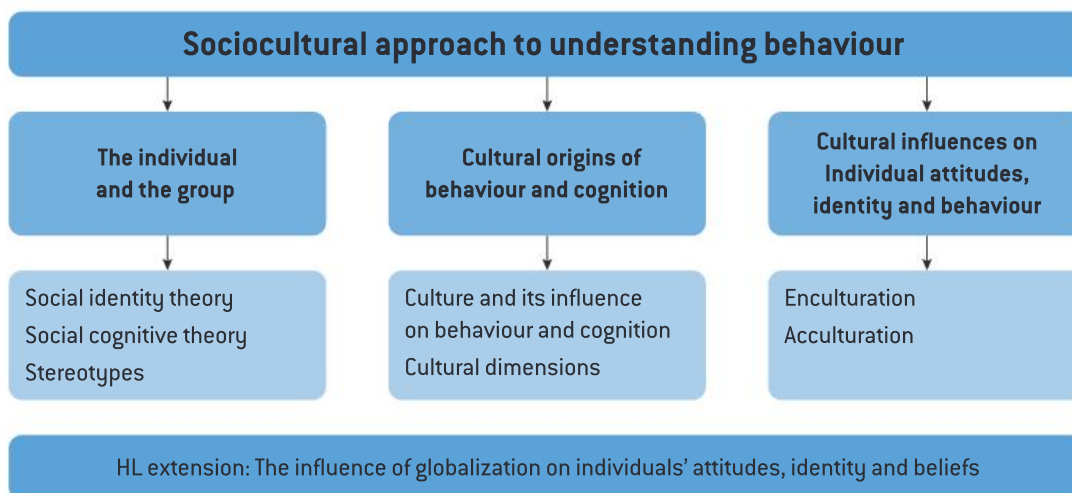 Sociocultural approach to understanding behaviour
The individual
and the group
Social identity theory
Social cognitive theory
Stereotypes
Cultural origins of
behaviour and cognition
Culture and its influence
on behaviour and cognition
Cultural dimensions
Cultural influences on
Individual attitudes,
identity and behaviour
Enculturation
Acculturation
HL extension: The influence of globalization on individuals’ attitudes, identity and beliefs